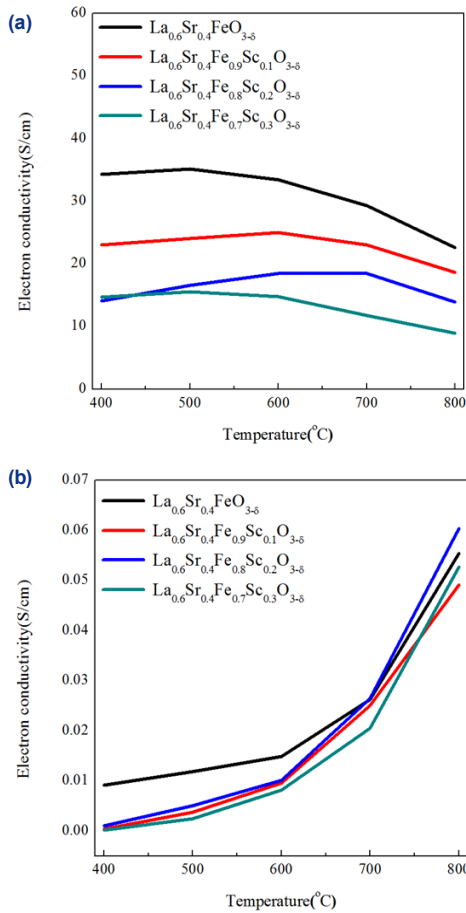 (a)
60
50
40
30
20
10
0
Electron conductivity(S/cm)
La0.6Sr0.4FeO3-δ
La0.6Sr0.4Fe0.9Sc0.1O3-δ
La0.6Sr0.4Fe0.8Sc0.2O3-δ
La0.6Sr0.4Fe0.7Sc0.3O3-δ
400 500 600 700 800
Temperature(°C)
(b)
0.07
0.06
0.05
0.04
0.03
0.02
0.01
0.00
Electron conductivity(S/cm)
La0.6Sr0.4FeO3-δ
La0.6Sr0.4Fe0.9Sc0.1O3-δ
La0.6Sr0.4Fe0.8Sc0.2O3-δ
La0.6Sr0.4Fe0.7Sc0.3O3-δ
400 500 600 700 800
Temperature(°C)